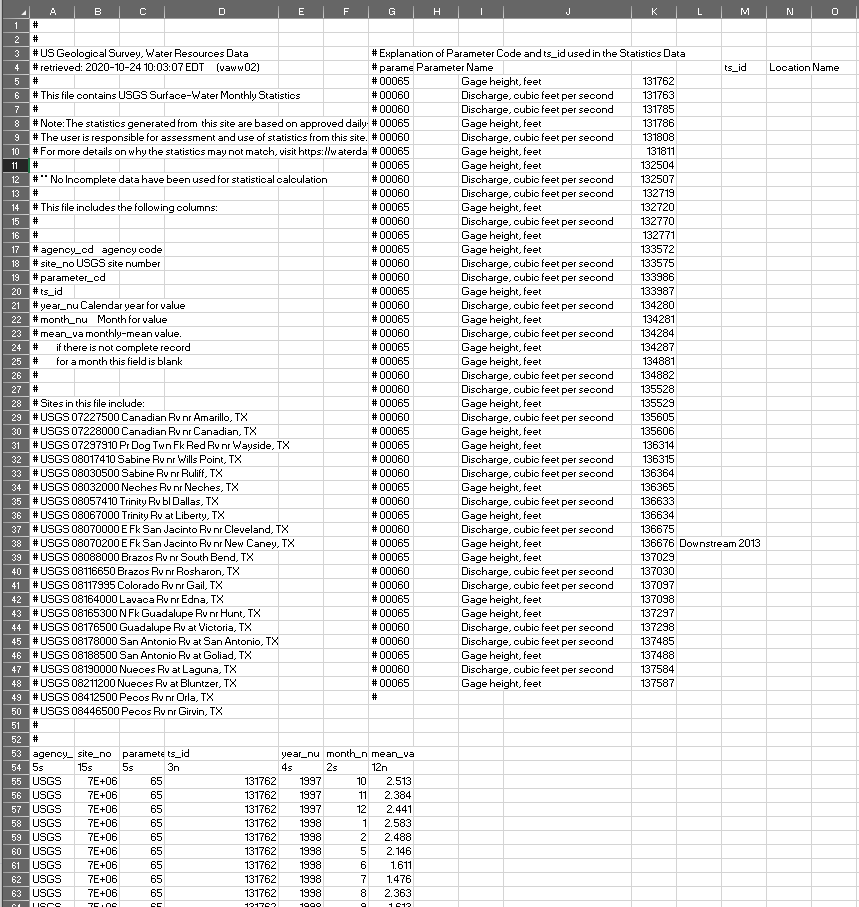 A B C D E F G H I J K L M N O
1 #
2 #
3 # US Geological Survey, Water Resources Data # Explanation of Parameter Code and ts_id used in the Statistics Data
4 # retrieved: 2020-10-24 10:03:07 EDT (vaww02) # parame Parameter Name ts_id Location Name
5 # # 00065 Gage height, feet 131762
6 # This file contains USGS Surface-Water Monthly Statistics # 00060 Discharge, cubic feet per second 131763
7 # # 00060 Discharge, cubic feet per second 131785
8 # Note: The statistics generated from this site are based on approved daily- # 00065 Gage height, feet 131786
9 # The user is responsible for assessment and use of statistics from this site. # 00060 Discharge, cubic feet per second 131808
10 # For more details on why the statistics may not match, visit https://waterda # 00065 Gage height, feet 131811
11 # # 00065 Gage height, feet 132504
12 # ** No Incomplete data have been used for statistical calculation # 00060 Discharge, cubic feet per second 132507
13 # # 00060 Discharge, cubic feet per second 132719
14 # This file includes the following columns: # 00065 Gage height, feet 132720
15 # # 00060 Discharge, cubic feet per second 132770
16 # # 00065 Gage height, feet 132771
17 # agency_cd agency code # 00065 Gage height, feet 133572
18 # site_no USGS site number # 00060 Discharge, cubic feet per second 133575
19 # parameter_cd # 00060 Discharge, cubic feet per second 133986
20 # ts_id # 00065 Gage height, feet 133987
21 # year_nu Calendar year for value # 00060 Discharge, cubic feet per second 134280
22 # month_nu Month for value # 00065 Gage height, feet 134281
23 # mean_va monthly-mean value. # 00060 Discharge, cubic feet per second 134284
24 # if there is not complete record # 00065 Gage height, feet 134287
25 # for a month this field is blank # 00065 Gage height, feet 134881
26 # # 00060 Discharge, cubic feet per second 134882
27 # # 00060 Discharge, cubic feet per second 135528
28 # Sites in this file include: # 00065 Gage height, feet 135529
29 # USGS 07227500 Canadian Rv nr Amarillo, TX # 00060 Discharge, cubic feet per second 135605
30 # USGS 07228000 Canadian Rv nr Canadian, TX # 00065 Gage height, feet 135606
31 # USGS 07297910 Pr Dog Twn Fk Red Rv nr Wayside, TX # 00065 Gage height, feet 136314
32 # USGS 08017410 Sabine Rv nr Wills Point, TX # 00060 Discharge, cubic feet per second 136315
33 # USGS 08030500 Sabine Rv nr Ruliff, TX # 00060 Discharge, cubic feet per second 136364
34 # USGS 08032000 Neches Rv nr Neches, TX # 00065 Gage height, feet 136365
35 # USGS 08057410 Trinity Rv bl Dallas, TX # 00060 Discharge, cubic feet per second 136633
36 # USGS 08067000 Trinity Rv at Liberty, TX # 00065 Gage height, feet 136634
37 # USGS 08070000 E Fk San Jacinto Rv nr Cleveland, TX # 00060 Discharge, cubic feet per second 136675
38 # USGS 08070200 E Fk San Jacinto Rv nr New Caney, TX # 00065 Gage height, feet 136676 Downstream 2013
39 # USGS 08088000 Brazos Rv nr South Bend, TX # 00065 Gage height, feet 137029
40 # USGS 08116650 Brazos Rv nr Rosharon, TX # 00060 Discharge, cubic feet per second 137030
41 # USGS 08117995 Colorado Rv nr Gail, TX # 00060 Discharge, cubic feet per second 137097
42 # USGS 08164000 Lavaca Rv nr Edna, TX # 00065 Gage height, feet 137098
43 # USGS 08165300 N Fk Guadalupe Rv nr Hunt, TX # 00065 Gage height, feet 137297
44 # USGS 08176500 Guadalupe Rv at Victoria, TX # 00060 Discharge, cubic feet per second 137298
45 # USGS 08178000 San Antonio Rv at San Antonio, TX # 00060 Discharge, cubic feet per second 137485
46 # USGS 08188500 San Antonio Rv at Goliad, TX # 00065 Gage height, feet 137488
47 # USGS 08190000 Nueces Rv at Laguna, TX # 00060 Discharge, cubic feet per second 137584
48 # USGS 08211200 Nueces Rv at Bluntzer, TX # 00065 Gage height, feet 137587
49 # USGS 08412500 Pecos Rv nr Orla, TX #
50 # USGS 08446500 Pecos Rv nr Girvin, TX
51 #
52 #
53 agency_ site_no paramete ts_id year_nu month_n mean_va
54 5s 15s 5s 3n 4s 2s 12n
55 USGS 7E+06 65 131762 1997 10 2.513
56 USGS 7E+06 65 131762 1997 11 2.384
57 USGS 7E+06 65 131762 1997 12 2.441
58 USGS 7E+06 65 131762 1998 1 2.583
59 USGS 7E+06 65 131762 1998 2 2.488
60 USGS 7E+06 65 131762 1998 5 2.146
61 USGS 7E+06 65 131762 1998 6 1.611
62 USGS 7E+06 65 131762 1998 7 1.476
63 USGS 7E+06 65 131762 1998 8 2.363